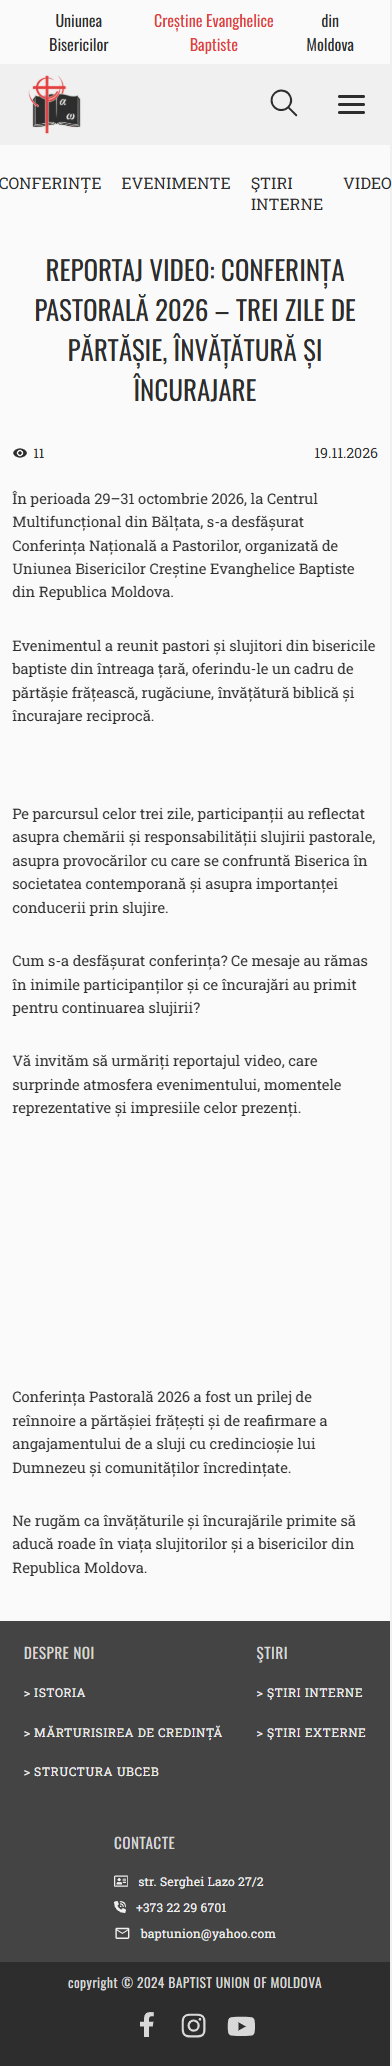 Uniunea Bisericilor
Creștine Evanghelice Baptiste
din Moldova
α
ω
CONFERINȚE EVENIMENTE ȘTIRI INTERNE VIDEO
REPORTAJ VIDEO: CONFERINȚA
PASTORALĂ 2026 – TREI ZILE DE
PĂRTĂȘIE, ÎNVĂȚĂTURĂ ȘI
ÎNCURAJARE
11 19.11.2026
În perioada 29–31 octombrie 2026, la Centrul
Multifuncțional din Bălțata, s-a desfășurat
Conferința Națională a Pastorilor, organizată de
Uniunea Bisericilor Creștine Evanghelice Baptiste
din Republica Moldova.
Evenimentul a reunit pastori și slujitori din bisericile
baptiste din întreaga țară, oferindu-le un cadru de
părtășie frățească, rugăciune, învățătură biblică și
încurajare reciprocă.
Pe parcursul celor trei zile, participanții au reflectat
asupra chemării și responsabilității slujirii pastorale,
asupra provocărilor cu care se confruntă Biserica în
societatea contemporană și asupra importanței
conducerii prin slujire.
Cum s-a desfășurat conferința? Ce mesaje au rămas
în inimile participanților și ce încurajări au primit
pentru continuarea slujirii?
Vă invităm să urmăriți reportajul video, care
surprinde atmosfera evenimentului, momentele
reprezentative și impresiile celor prezenți.
Conferința Pastorală 2026 a fost un prilej de
reînnoire a părtășiei frățești și de reafirmare a
angajamentului de a sluji cu credincioșie lui
Dumnezeu și comunităților încredințate.
Ne rugăm ca învățăturile și încurajările primite să
aducă roade în viața slujitorilor și a bisericilor din
Republica Moldova.
DESPRE NOI
> ISTORIA
> MĂRTURISIREA DE CREDINȚĂ
> STRUCTURA UBCEB
ȘTIRI
> ȘTIRI INTERNE
> ȘTIRI EXTERNE
CONTACTE
str. Serghei Lazo 27/2
+373 22 29 6701
baptunion@yahoo.com
copyright © 2024 BAPTIST UNION OF MOLDOVA